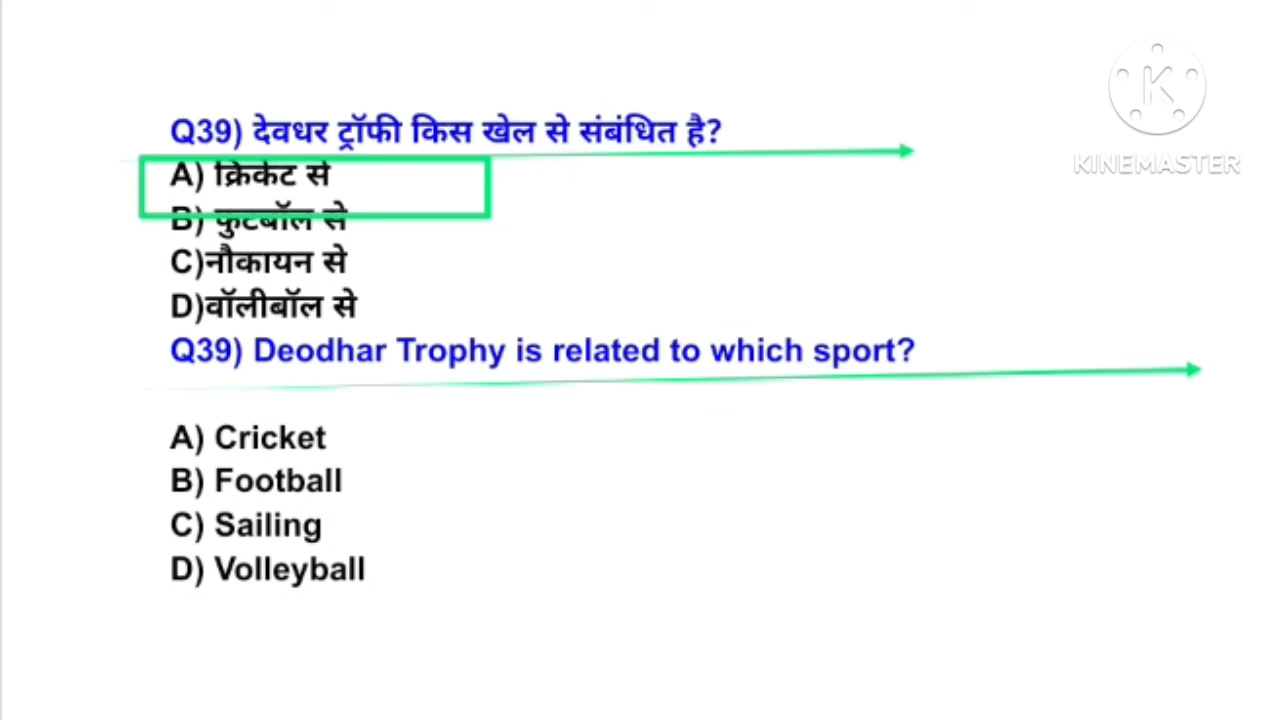 Q39) देवधर ट्रॉफी किस खेल से संबंधित है?
A) क्रिकेट से
B) फुटबॉल से
C)नौकायन से
D)वॉलीबॉल से
Q39) Deodhar Trophy is related to which sport?
A) Cricket
B) Football
C) Sailing
D) Volleyball
K
KINEMASTER